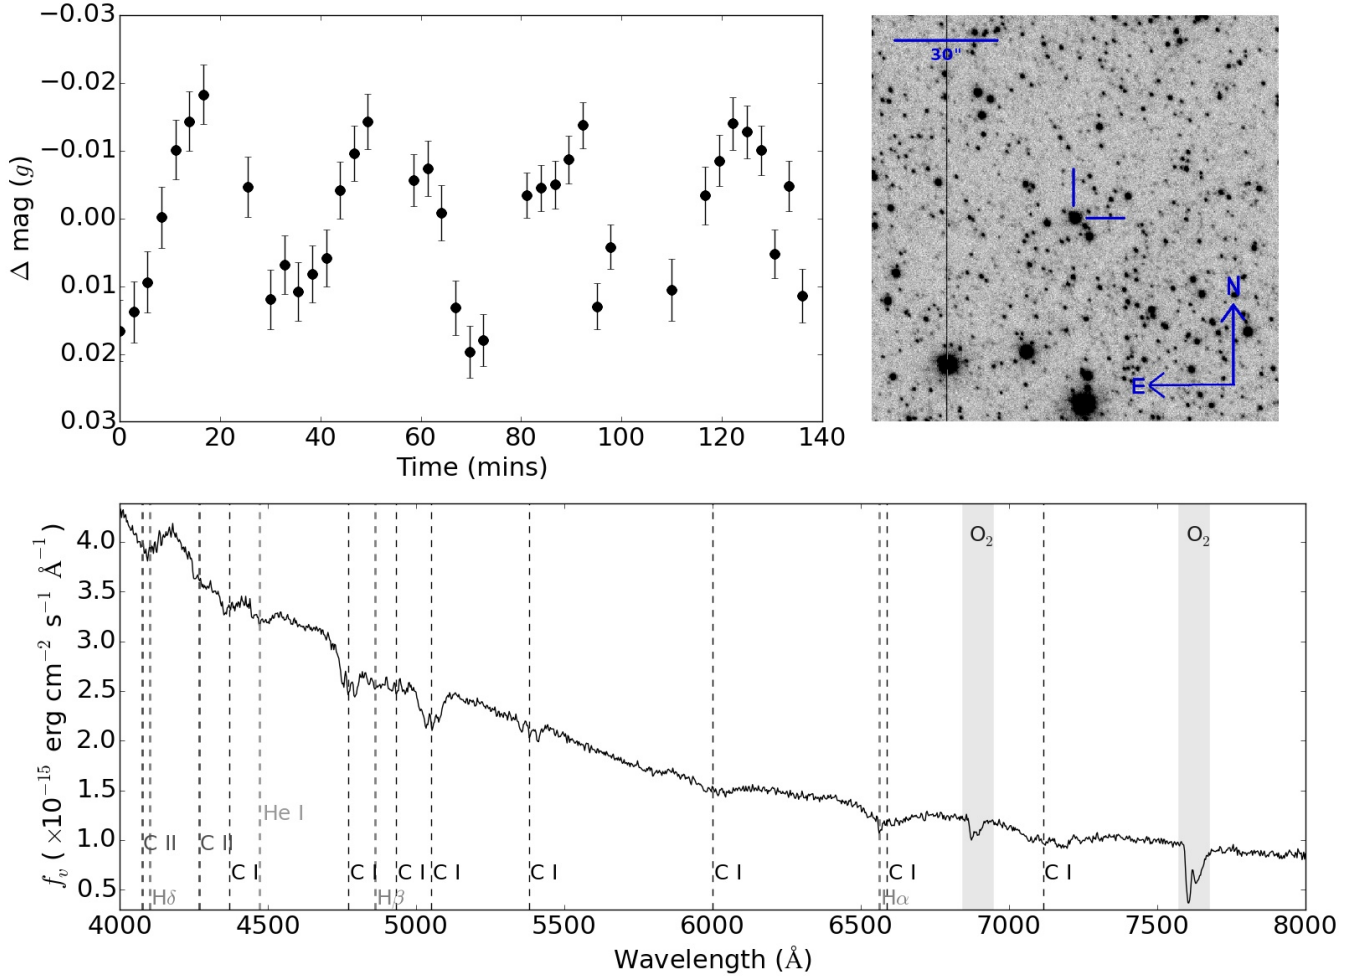 −0.03
−0.02
−0.01
0.00
0.01
0.02
0.03
Δ mag (g)
0 20 40 60 80 100 120 140
Time (mins)
30"
N
E
4.0
3.5
3.0
2.5
2.0
1.5
1.0
0.5
f_v ( ×10^−15 erg cm^−2 s^−1 Å^−1)
O₂ O₂
He I
C II C II
C I C I C I C I C I C I C I C I
Hδ Hβ Hα
4000 4500 5000 5500 6000 6500 7000 7500 8000
Wavelength (Å)